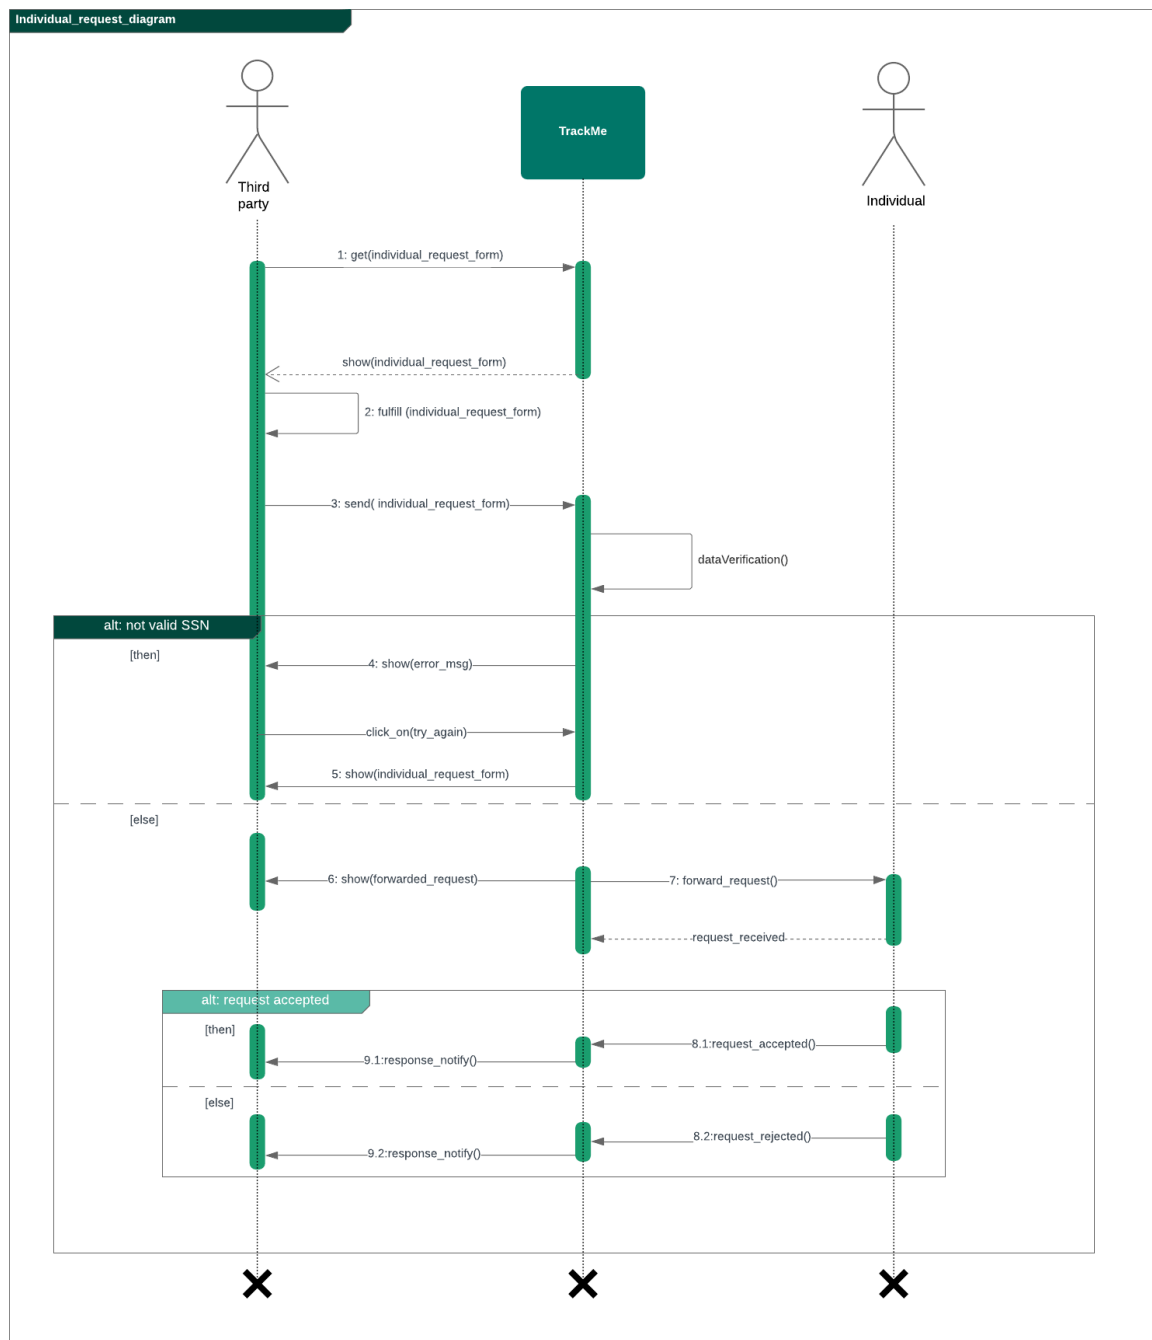 Individual_request_diagram
TrackMe
Third
party
Individual
1: get(individual_request_form)
show(individual_request_form)
2: fulfill (individual_request_form)
3: send( individual_request_form)
dataVerification()
alt: not valid SSN
[then]
4: show(error_msg)
click_on(try_again)
5: show(individual_request_form)
[else]
6: show(forwarded_request)
7: forward_request()
request_received
alt: request accepted
[then]
8.1:request_accepted()
9.1:response_notify()
[else]
8.2:request_rejected()
9.2:response_notify()